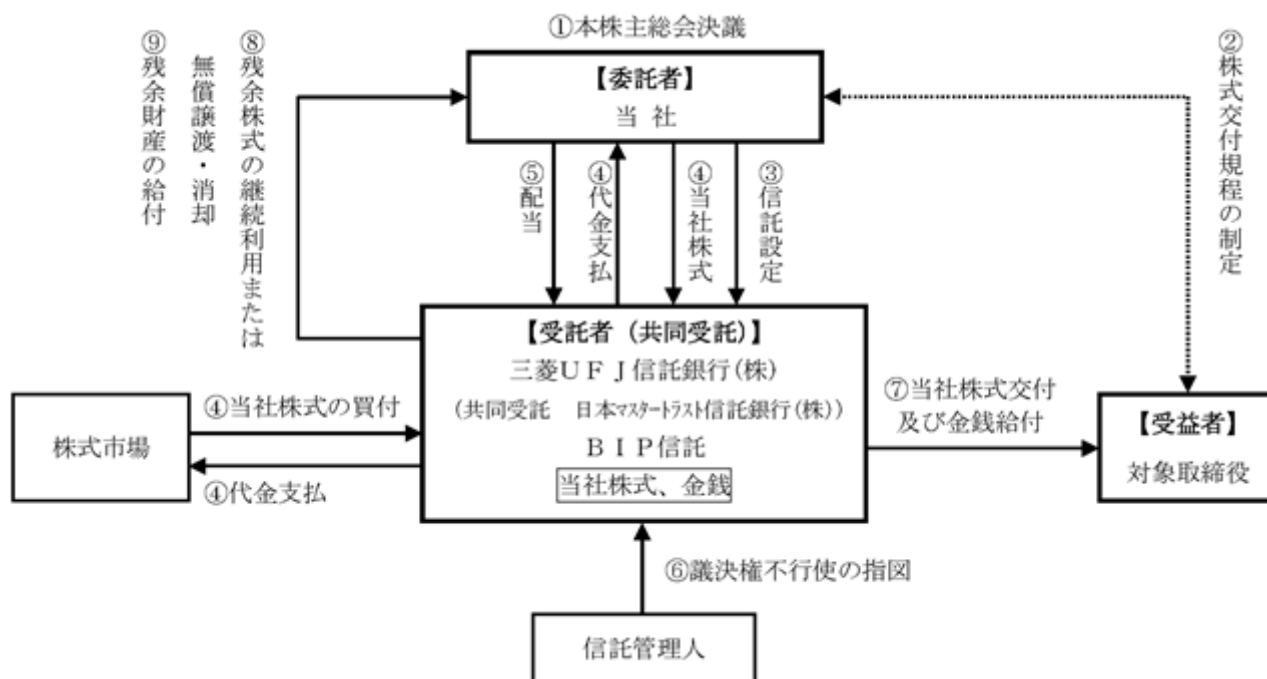 ①本株主総会決議
【委託者】
当 社
②株式交付規程の制定
③信託設定
④当社株式
④代金支払
⑤配当
⑧残余株式の継続利用または
無償譲渡・消却
⑨残余財産の給付
【受託者（共同受託）】
三菱ＵＦＪ信託銀行(株)
(共同受託　日本ﾏｽﾀｰﾄﾗｽﾄ信託銀行(株))
ＢＩＰ信託
当社株式、金銭
株式市場
④当社株式の買付
④代金支払
⑦当社株式交付
及び金銭給付
【受益者】
対象取締役
⑥議決権不行使の指図
信託管理人